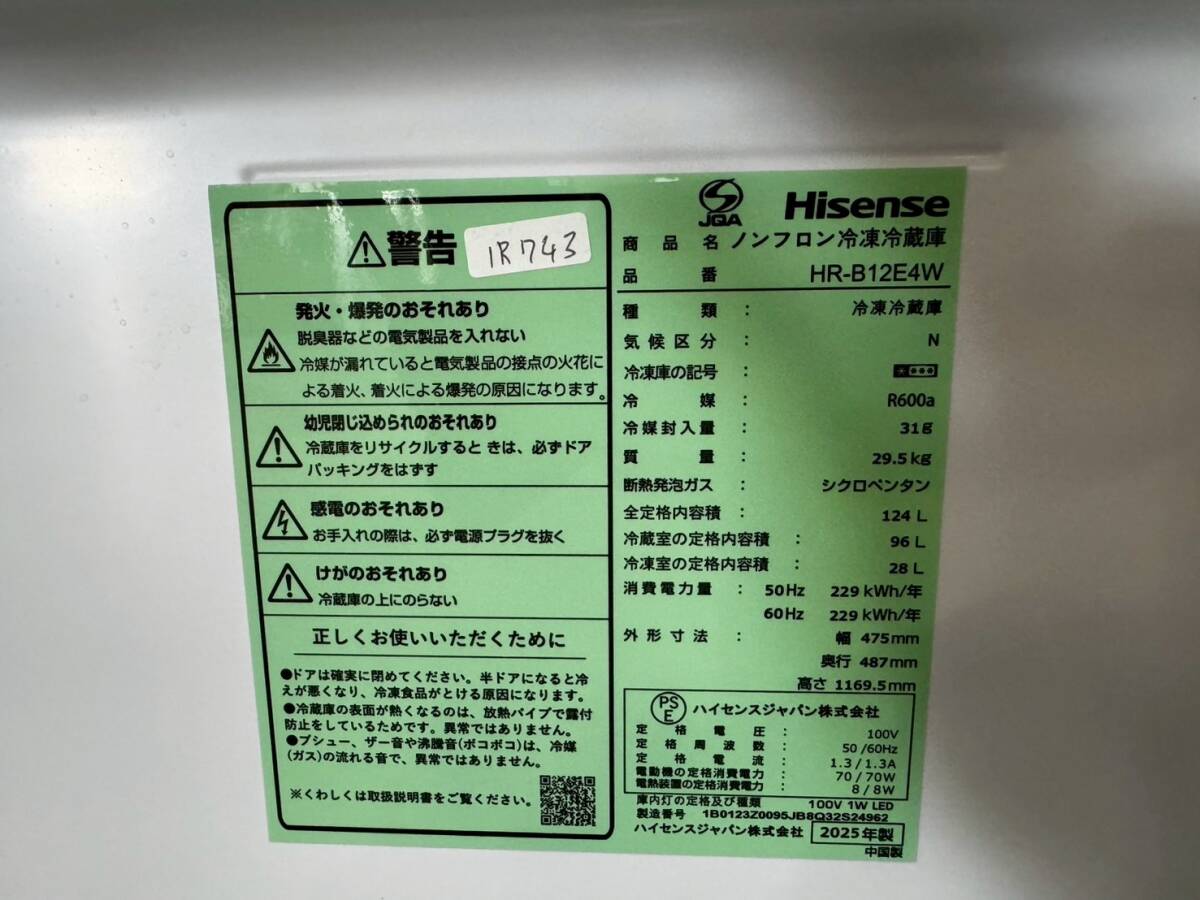 警告
1R743
発火・爆発のおそれあり
脱臭器などの電気製品を入れない
冷媒が漏れていると電気製品の接点の火花に
よる着火、着火による爆発の原因になります。
幼児閉じ込められのおそれあり
冷蔵庫をリサイクルすると きは、必ずドア
パッキングをはずす
感電のおそれあり
お手入れの際は、必ず電源プラグを抜く
けがのおそれあり
冷蔵庫の上にのらない
正しくお使いいただくために
●ドアは確実に閉めてください。半ドアになると冷
えが悪くなり、冷凍食品がとける原因になります。
●冷蔵庫の表面が熱くなるのは、放熱パイプで露付
防止をしているためです。異常ではありません。
●プシュー、ザー音や沸騰音(ボコボコ)は、冷媒
(ガス)の流れる音で、異常ではありません。
※くわしくは取扱説明書をご覧ください。
JQA Hisense
商品名 ノンフロン冷凍冷蔵庫
品番 HR-B12E4W
種類 : 冷凍冷蔵庫
気候区分 : N
冷凍庫の記号 :
冷媒 : R600a
冷媒封入量 : 31g
質量 : 29.5kg
断熱発泡ガス : シクロペンタン
全定格内容積 : 124 L
冷蔵室の定格内容積 : 96 L
冷凍室の定格内容積 : 28 L
消費電力量 : 50Hz 229 kWh/年
60Hz 229 kWh/年
外形寸法 : 幅 475mm
奥行 487mm
高さ 1169.5mm
PSE ハイセンスジャパン株式会社
定格電圧 : 100V
定格周波数 : 50/60Hz
定格電流 : 1.3/1.3A
電動機の定格消費電力 : 70/70W
電熱装置の定格消費電力 : 8/8W
庫内灯の定格及び種類 100V 1W LED
製造番号 1B0123Z0095JB8Q32S24962
ハイセンスジャパン株式会社 2025年製
中国製